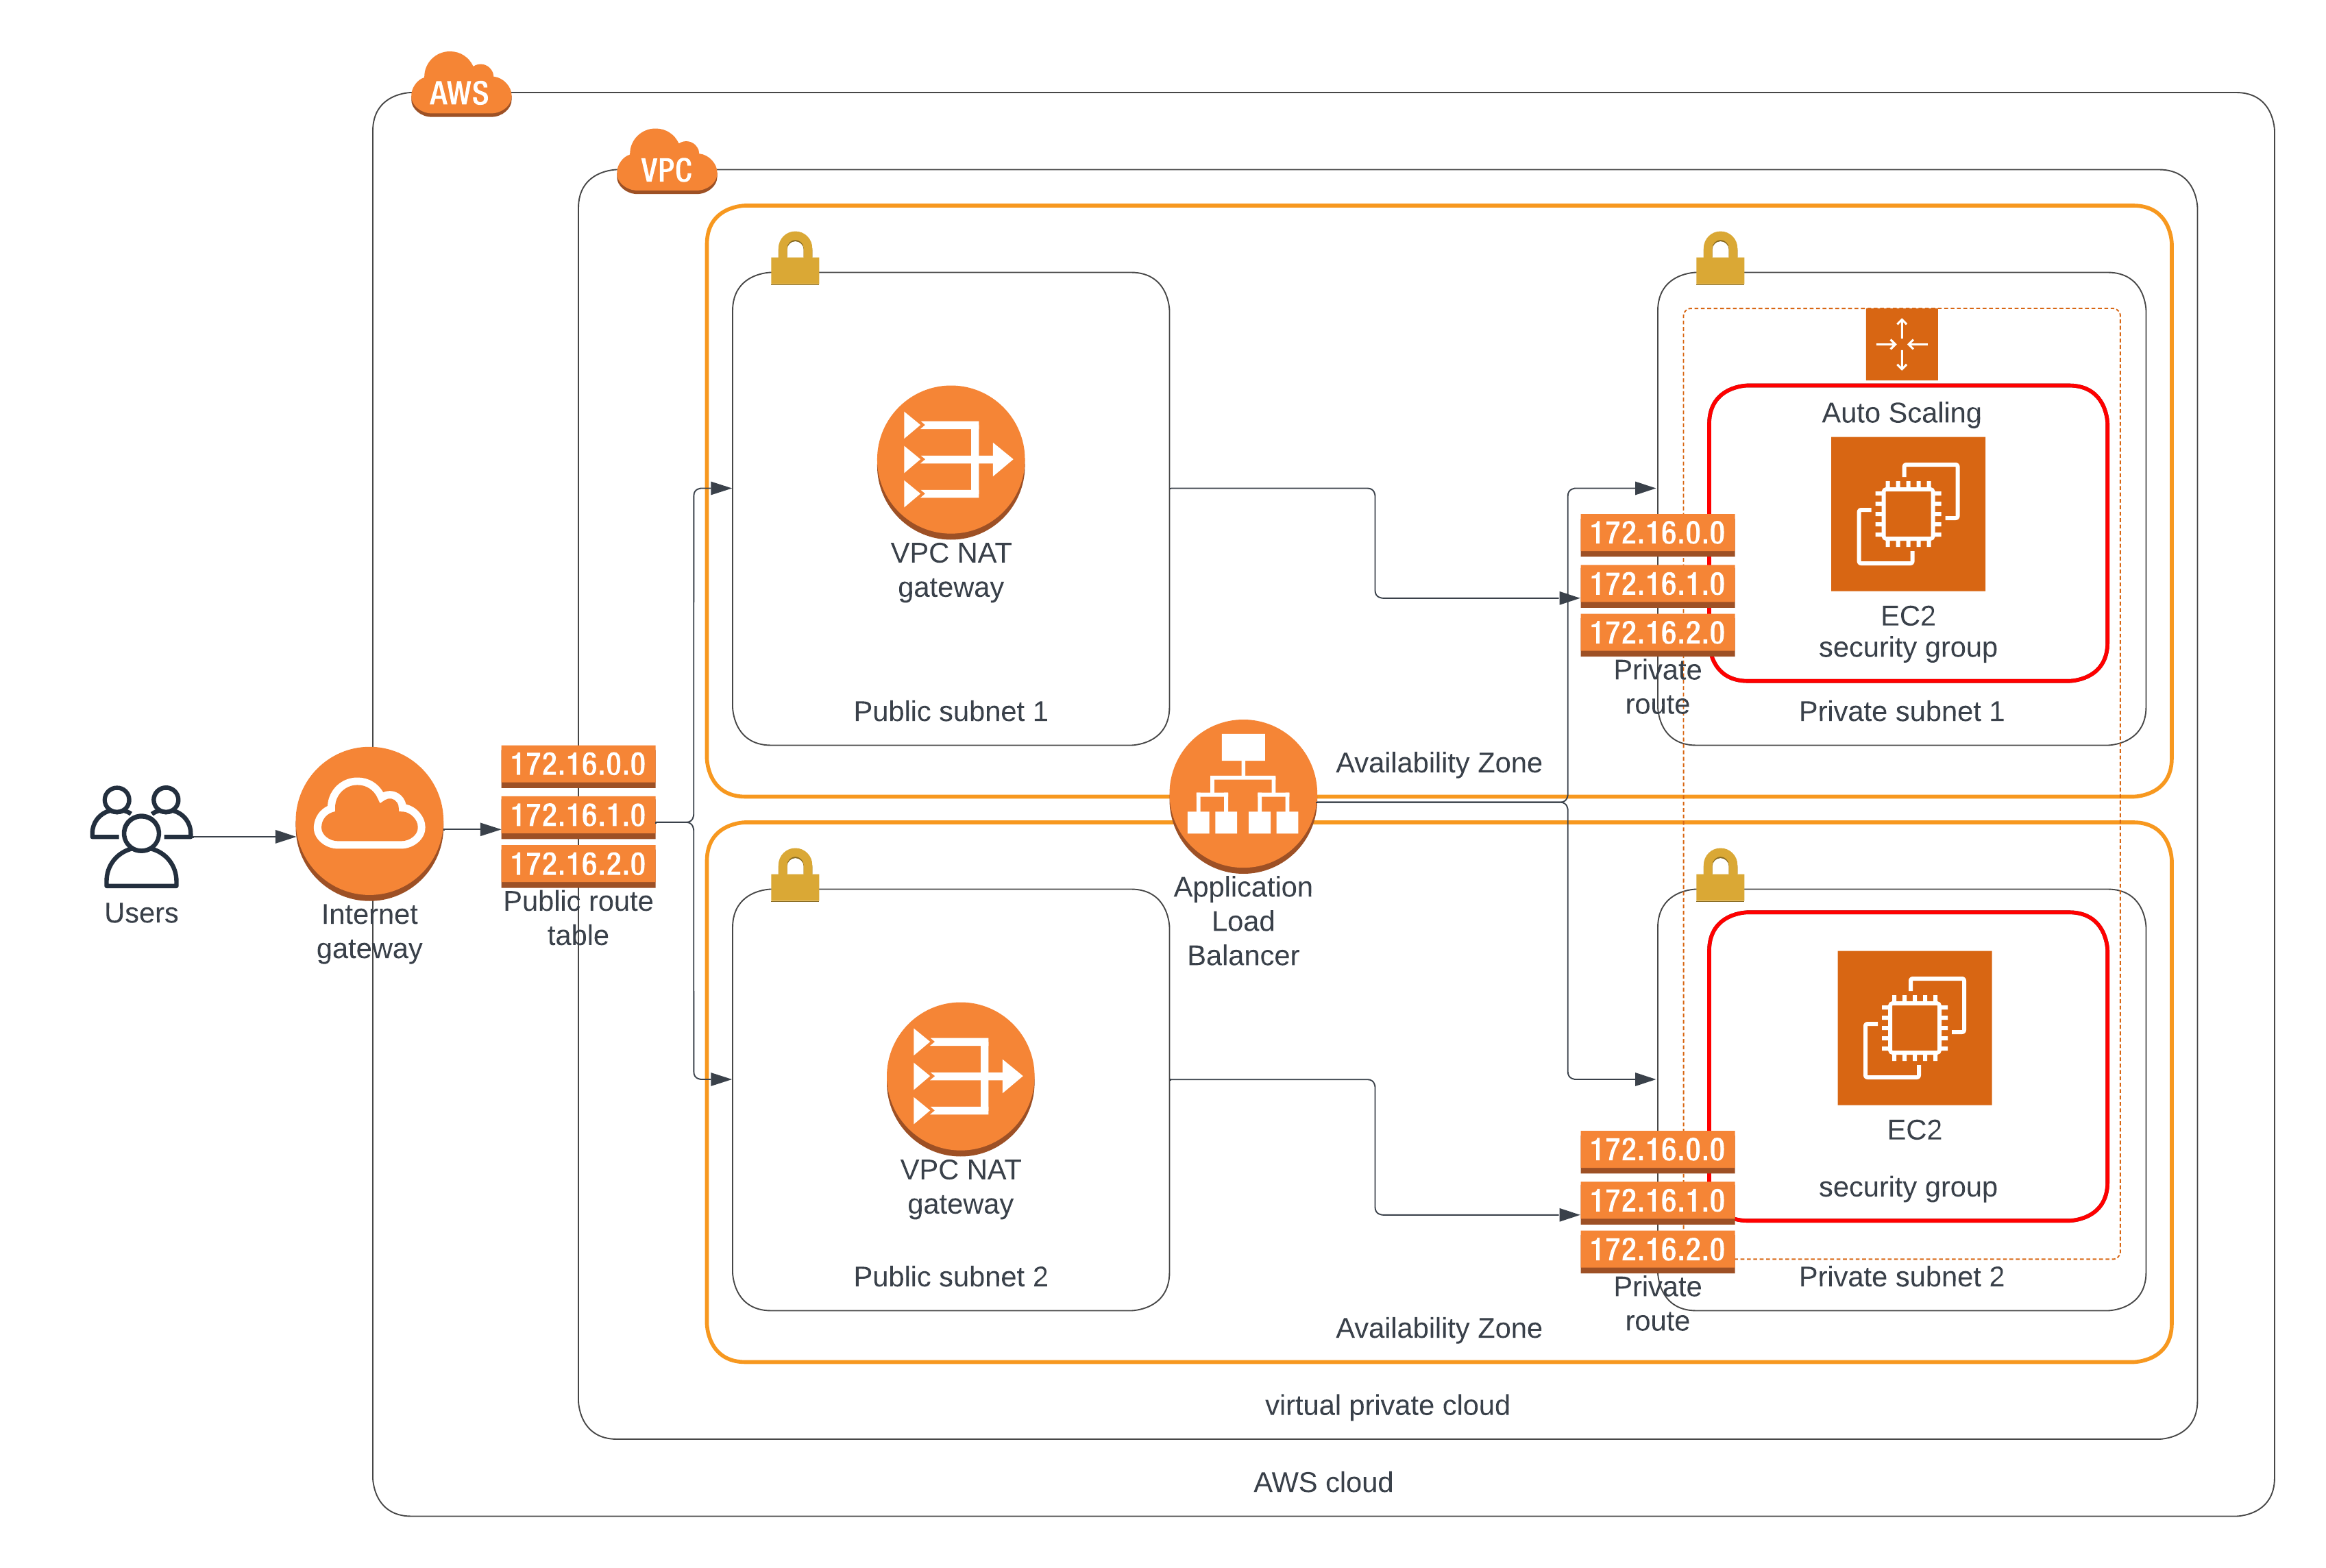 AWS
VPC
Auto Scaling
172.16.0.0
172.16.1.0
172.16.2.0
Private
route
EC2
security group
VPC NAT
gateway
Public subnet 1
Private subnet 1
Availability Zone
Users
Internet
gateway
172.16.0.0
172.16.1.0
172.16.2.0
Public route
table
Application
Load
Balancer
VPC NAT
gateway
Public subnet 2
EC2
security group
172.16.0.0
172.16.1.0
172.16.2.0
Private
route
Private subnet 2
Availability Zone
virtual private cloud
AWS cloud